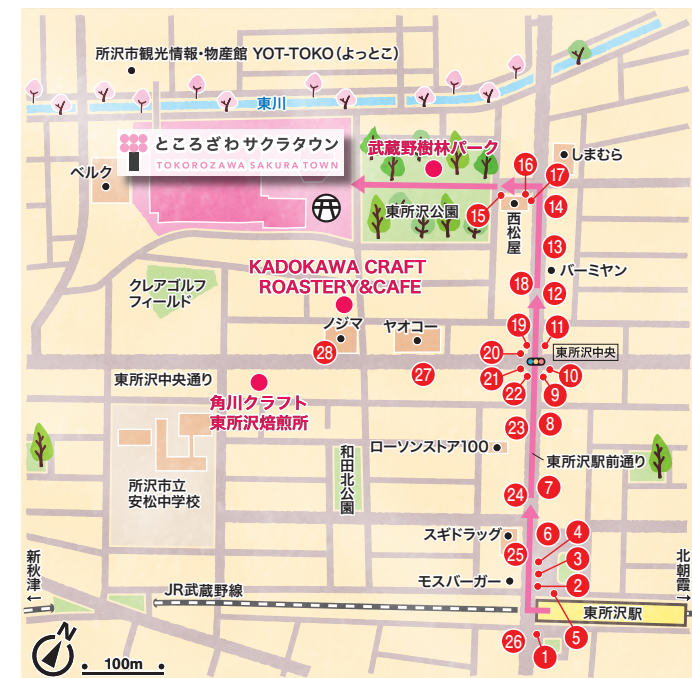 所沢市観光情報・物産館 YOT-TOKO（よっとこ）
東川
ところざわサクラタウン
TOKOROZAWA SAKURA TOWN
武蔵野樹林パーク
しまむら
ベルク
16
17
東所沢公園
15
西松屋
14
13
KADOKAWA CRAFT
ROASTERY&CAFE
バーミヤン
クレアゴルフ
フィールド
18
12
ノジマ
ヤオコー
19
11
28
20
東所沢中央
東所沢中央通り
27
21
10
22
9
角川クラフト
東所沢焙煎所
23
8
ローソンストア100
和田北公園
東所沢駅前通り
所沢市立
安松中学校
24
7
スギドラッグ
6
4
25
3
新秋津←
北朝霞→
モスバーガー
2
JR武蔵野線
東所沢駅
5
26
1
N
100m